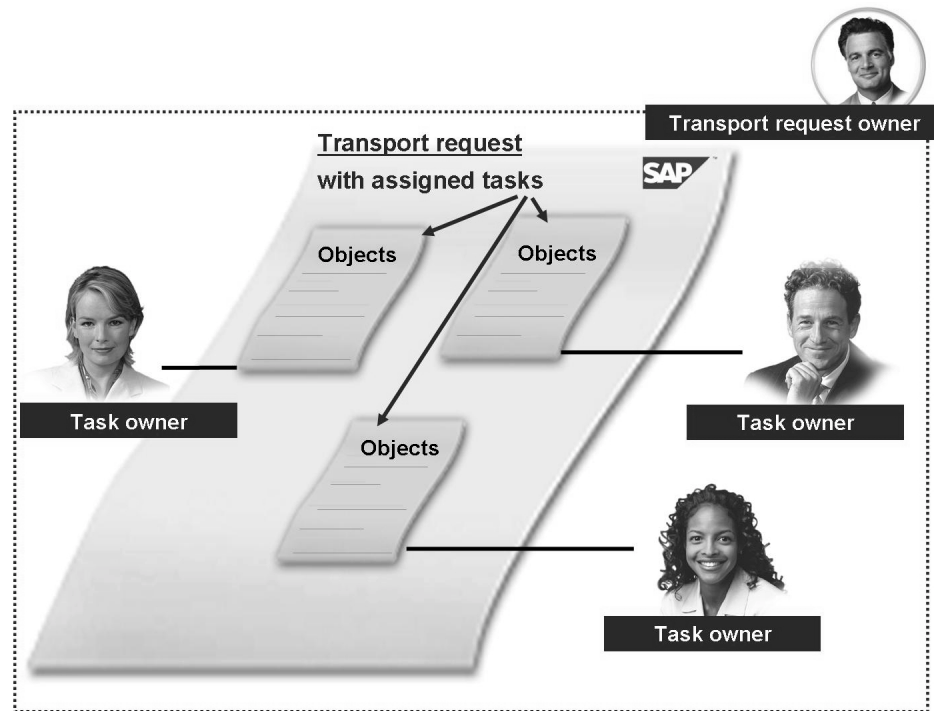 Transport request owner
Transport request
with assigned tasks
SAP
Objects
Objects
Task owner
Task owner
Objects
Task owner